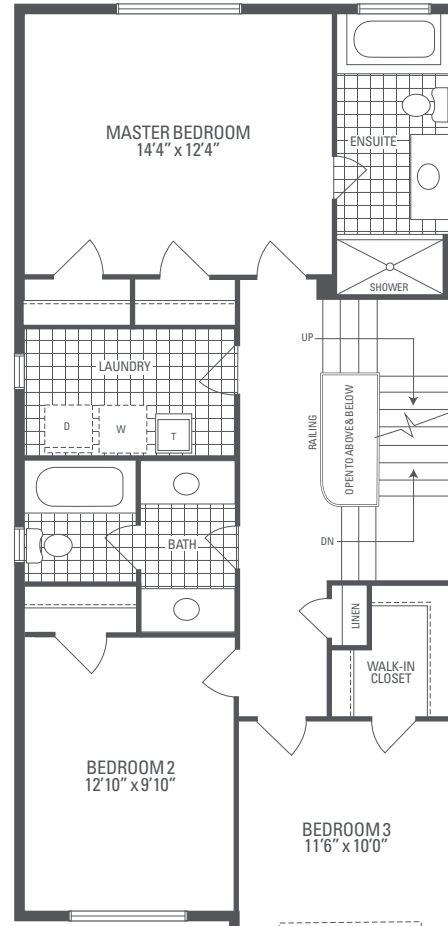 MASTER BEDROOM
14'4" x 12'4"
ENSUITE
SHOWER
LAUNDRY
D
W
T
UP
RAILING
OPEN TO ABOVE & BELOW
DN
BATH
LINEN
WALK-IN
CLOSET
BEDROOM 2
12'10" x 9'10"
BEDROOM 3
11'6" x 10'0"